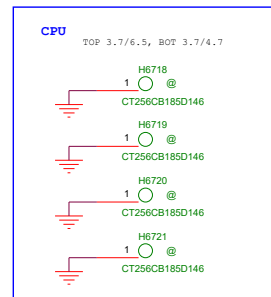 CPU
TOP 3.7/6.5, BOT 3.7/4.7
H6718
1 @
CT256CB185D146
H6719
1 @
CT256CB185D146
H6720
1 @
CT256CB185D146
H6721
1 @
CT256CB185D146